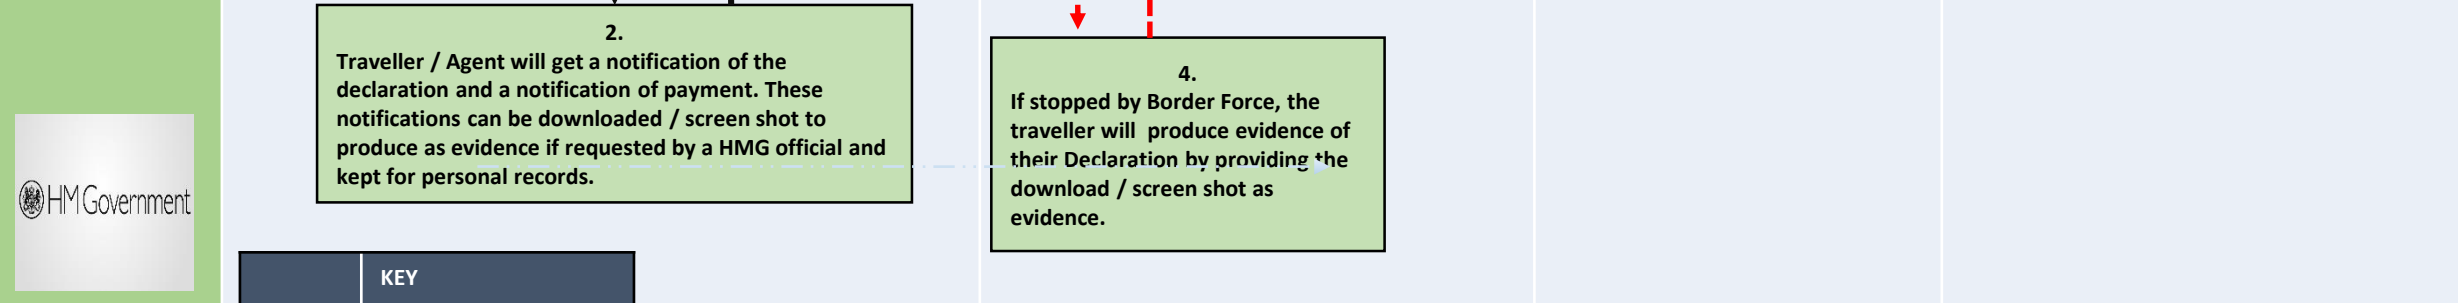 2.
Traveller / Agent will get a notification of the
declaration and a notification of payment. These
notifications can be downloaded / screen shot to
produce as evidence if requested by a HMG official and
kept for personal records.
4.
If stopped by Border Force, the
traveller will produce evidence of
their Declaration by providing the
download / screen shot as
evidence.
HM Government
KEY